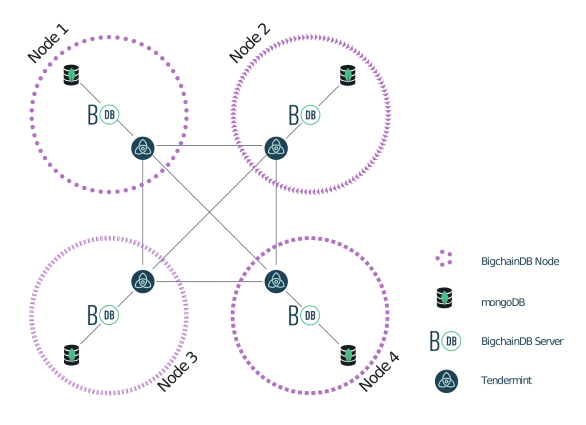 Node 1
Node 2
B DB
B DB
B DB
B DB
Node 3
Node 4
BigchainDB Node
mongoDB
B DB BigchainDB Server
Tendermint